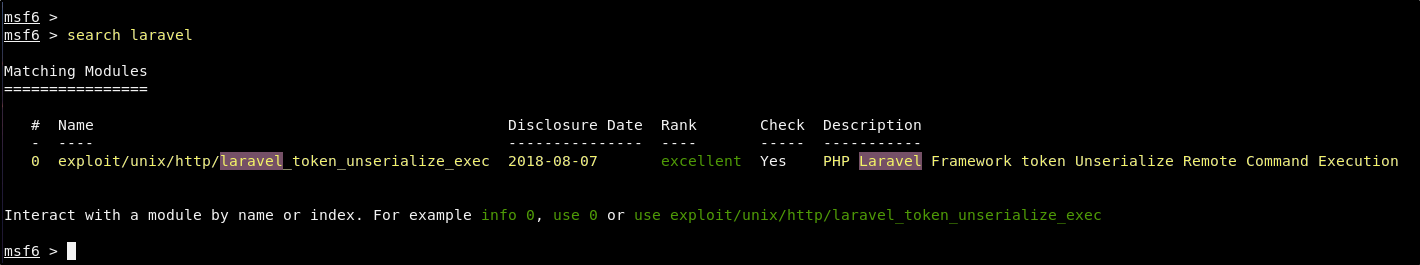 msf6 >
msf6 > search laravel
Matching Modules
================
# Name Disclosure Date Rank Check Description
- ---- --------------- ---- ----- -----------
0 exploit/unix/http/laravel_token_unserialize_exec 2018-08-07 excellent Yes PHP Laravel Framework token Unserialize Remote Command Execution
Interact with a module by name or index. For example info 0, use 0 or use exploit/unix/http/laravel_token_unserialize_exec
msf6 >